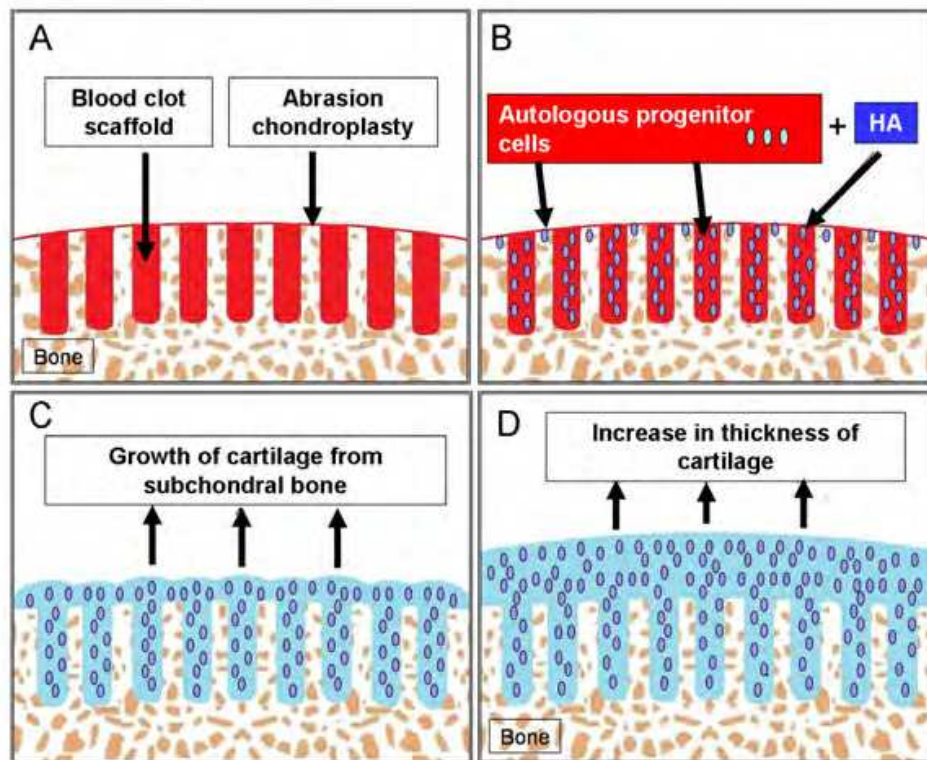 A
Blood clot
scaffold
Abrasion
chondroplasty
Bone
B
Autologous progenitor
cells
+
HA
C
Growth of cartilage from
subchondral bone
D
Increase in thickness of
cartilage
Bone